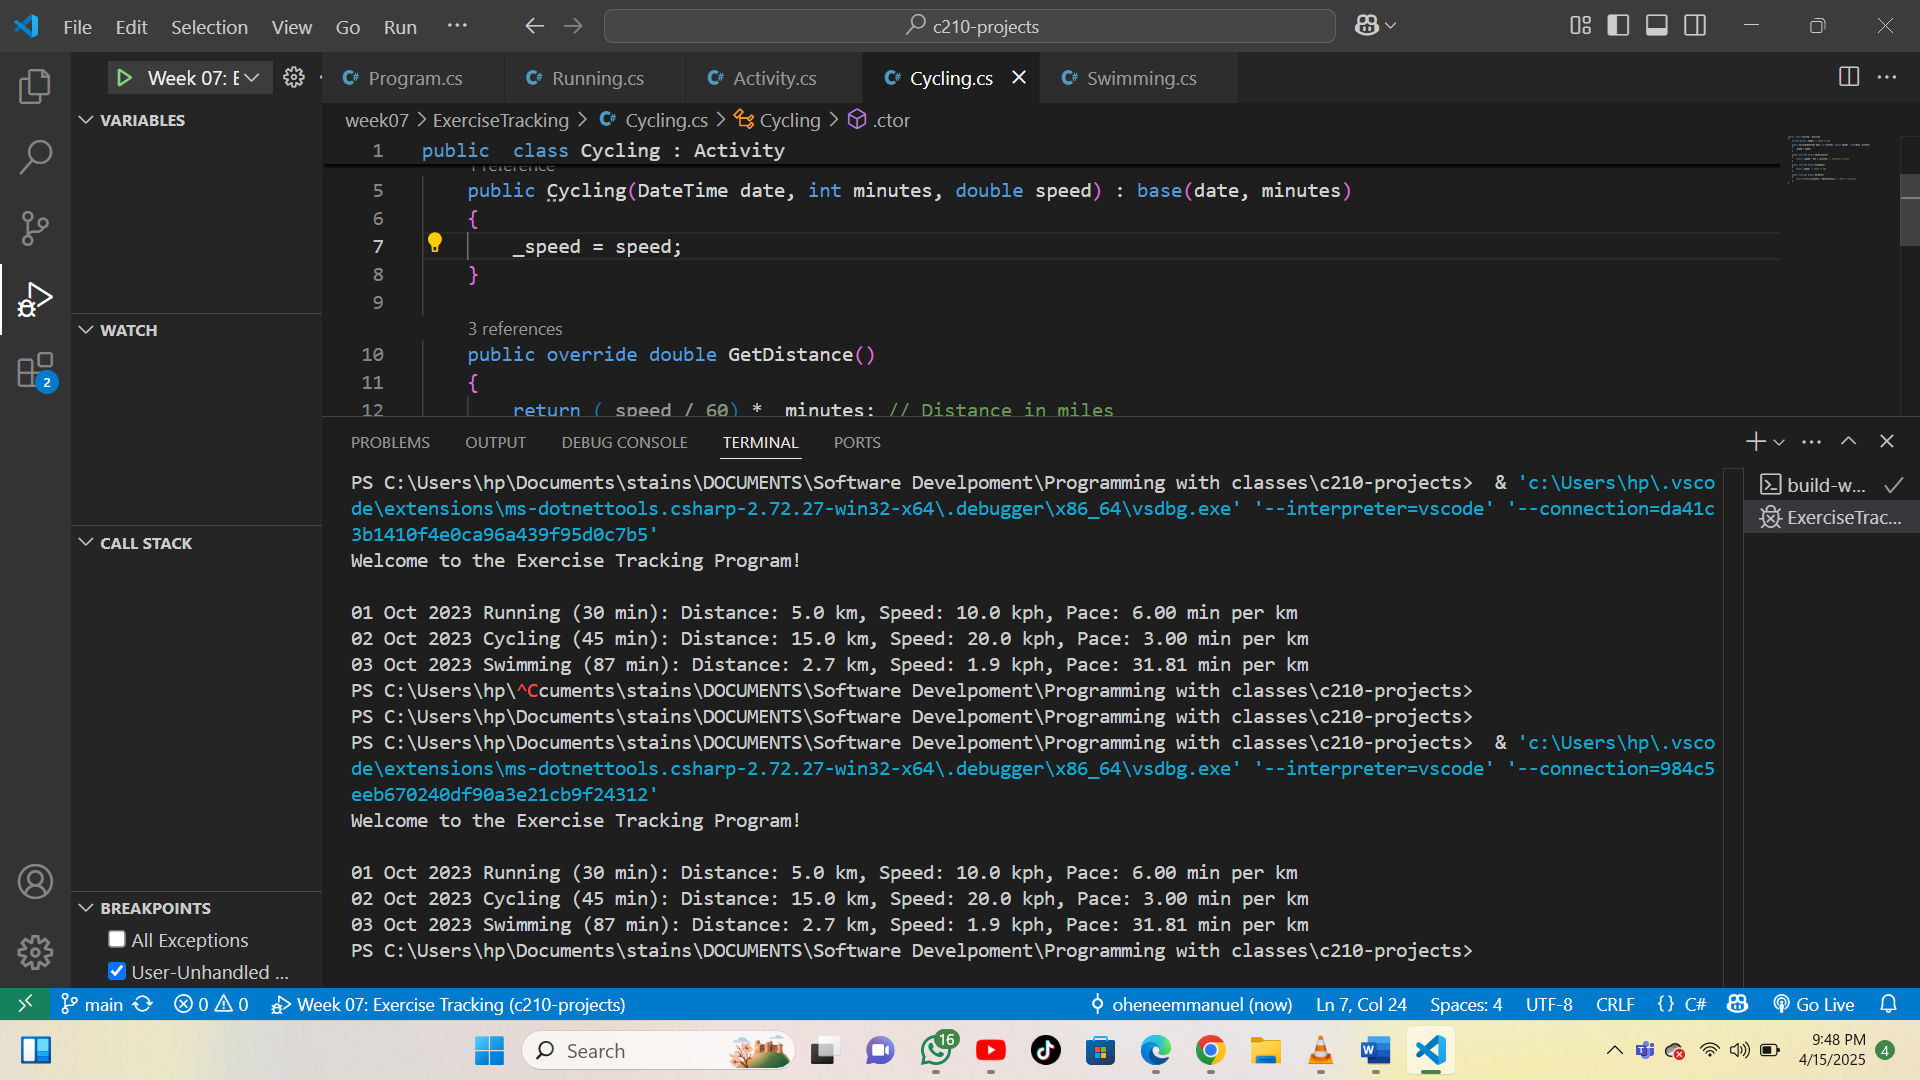 File Edit Selection View Go Run ··· c210-projects
Week 07: E Program.cs Running.cs Activity.cs Cycling.cs Swimming.cs
week07 > ExerciseTracking > Cycling.cs > Cycling > .ctor
VARIABLES
WATCH
CALL STACK
BREAKPOINTS
All Exceptions
User-Unhandled ...
2
1 public class Cycling : Activity
1 reference
5 public Cycling(DateTime date, int minutes, double speed) : base(date, minutes)
6 {
7 _speed = speed;
8 }
9
3 references
10 public override double GetDistance()
11 {
12 return (_speed / 60) * _minutes; // Distance in miles
PROBLEMS OUTPUT DEBUG CONSOLE TERMINAL PORTS
build-w...
ExerciseTrac...
PS C:\Users\hp\Documents\stains\DOCUMENTS\Software Develpoment\Programming with classes\c210-projects> & 'c:\Users\hp\.vsco
de\extensions\ms-dotnettools.csharp-2.72.27-win32-x64\.debugger\x86_64\vsdbg.exe' '--interpreter=vscode' '--connection=da41c
3b1410f4e0ca96a439f95d0c7b5'
Welcome to the Exercise Tracking Program!
01 Oct 2023 Running (30 min): Distance: 5.0 km, Speed: 10.0 kph, Pace: 6.00 min per km
02 Oct 2023 Cycling (45 min): Distance: 15.0 km, Speed: 20.0 kph, Pace: 3.00 min per km
03 Oct 2023 Swimming (87 min): Distance: 2.7 km, Speed: 1.9 kph, Pace: 31.81 min per km
PS C:\Users\hp\^Ccuments\stains\DOCUMENTS\Software Develpoment\Programming with classes\c210-projects>
PS C:\Users\hp\Documents\stains\DOCUMENTS\Software Develpoment\Programming with classes\c210-projects>
PS C:\Users\hp\Documents\stains\DOCUMENTS\Software Develpoment\Programming with classes\c210-projects> & 'c:\Users\hp\.vsco
de\extensions\ms-dotnettools.csharp-2.72.27-win32-x64\.debugger\x86_64\vsdbg.exe' '--interpreter=vscode' '--connection=984c5
eeb670240df90a3e21cb9f24312'
Welcome to the Exercise Tracking Program!
01 Oct 2023 Running (30 min): Distance: 5.0 km, Speed: 10.0 kph, Pace: 6.00 min per km
02 Oct 2023 Cycling (45 min): Distance: 15.0 km, Speed: 20.0 kph, Pace: 3.00 min per km
03 Oct 2023 Swimming (87 min): Distance: 2.7 km, Speed: 1.9 kph, Pace: 31.81 min per km
PS C:\Users\hp\Documents\stains\DOCUMENTS\Software Develpoment\Programming with classes\c210-projects>
main 0 0 Week 07: Exercise Tracking (c210-projects) oheneemmanuel (now) Ln 7, Col 24 Spaces: 4 UTF-8 CRLF {} C# Go Live
Search 16 9:48 PM
4/15/2025 4